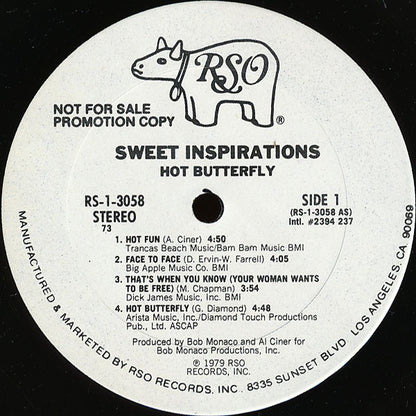 RSO
®
NOT FOR SALE
PROMOTION COPY
SWEET INSPIRATIONS
HOT BUTTERFLY
RS-1-3058
STEREO
73
SIDE 1
(RS-1-3058 AS)
Intl. #2394 237
1. HOT FUN (A. Ciner) 4:50
Trancas Beach Music/Bam Bam Music BMI
2. FACE TO FACE (D. Ervin-W. Farrell) 4:05
Big Apple Music Co. BMI
3. THAT'S WHEN YOU KNOW (YOUR WOMAN WANTS
TO BE FREE) (M. Chapman) 3:54
Dick James Music, Inc. BMI
4. HOT BUTTERFLY (G. Diamond) 4:48
Arista Music, Inc./Diamond Touch Productions
Pub., Ltd. ASCAP
Produced by Bob Monaco and Al Ciner for
Bob Monaco Productions, Inc.
℗ 1979 RSO
RECORDS, INC.
MANUFACTURED & MARKETED BY RSO RECORDS, INC. 8335 SUNSET BLVD LOS ANGELES, CA 90069